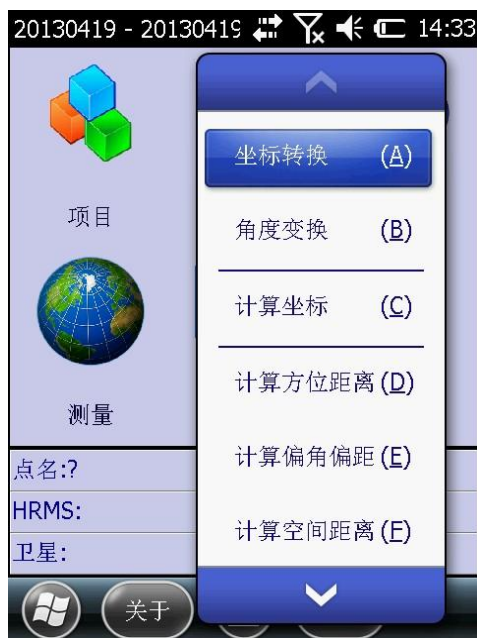 20130419 - 20130419 14:33
项目
测量
坐标转换 (A)
角度变换 (B)
计算坐标 (C)
计算方位距离 (D)
计算偏角偏距 (E)
计算空间距离 (F)
点名:?
HRMS:
卫星:
关于